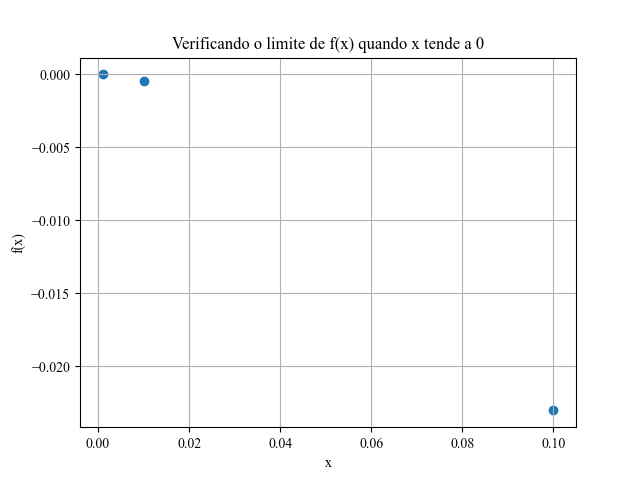 Verificando o limite de f(x) quando x tende a 0
0.000
−0.005
−0.010
−0.015
−0.020
f(x)
0.00 0.02 0.04 0.06 0.08 0.10
x